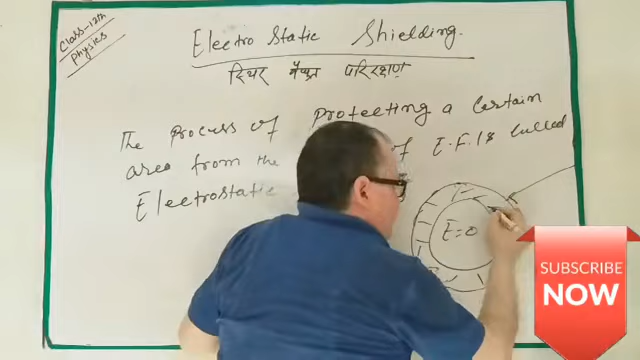 Class-12th
Physics
Electro Static Shielding.
स्थिर वैद्युत परिरक्षण
The Process of Protecting a Certain
area from the of E.F. is Called
Electrostatic
E=0
SUBSCRIBE
NOW